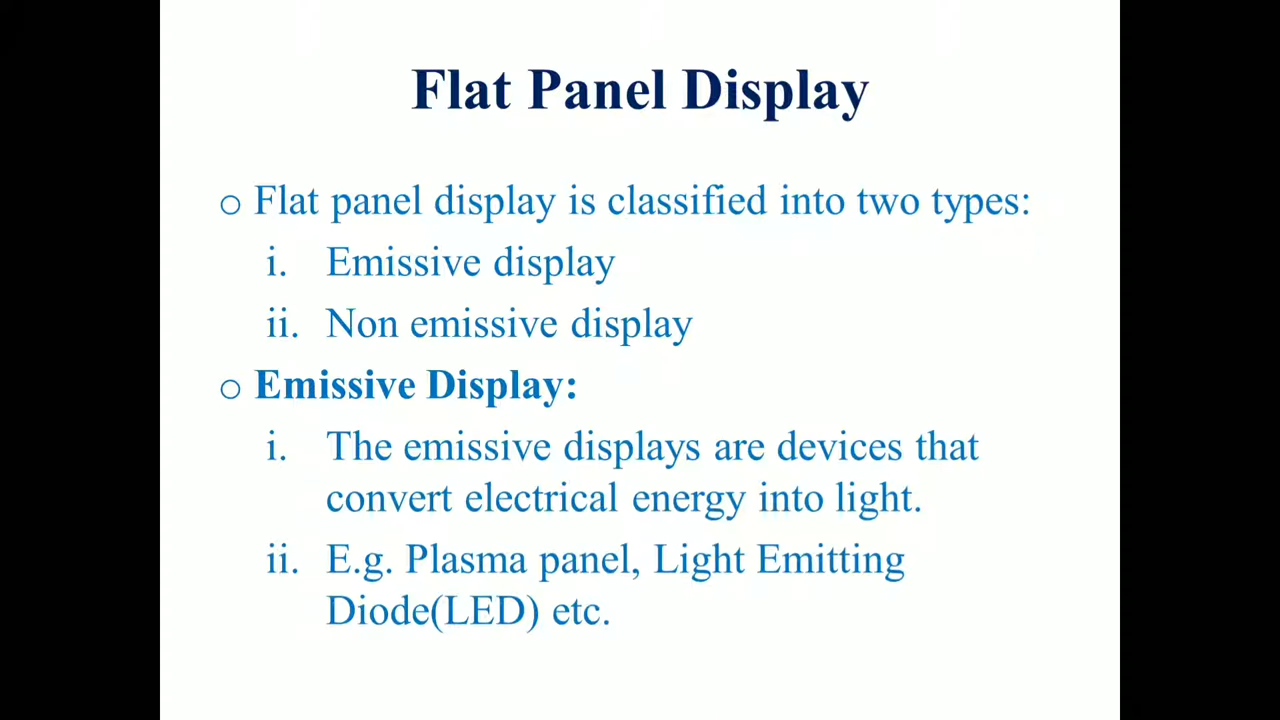 Flat Panel Display
o Flat panel display is classified into two types:
i. Emissive display
ii. Non emissive display
o Emissive Display:
i. The emissive displays are devices that
convert electrical energy into light.
ii. E.g. Plasma panel, Light Emitting
Diode(LED) etc.